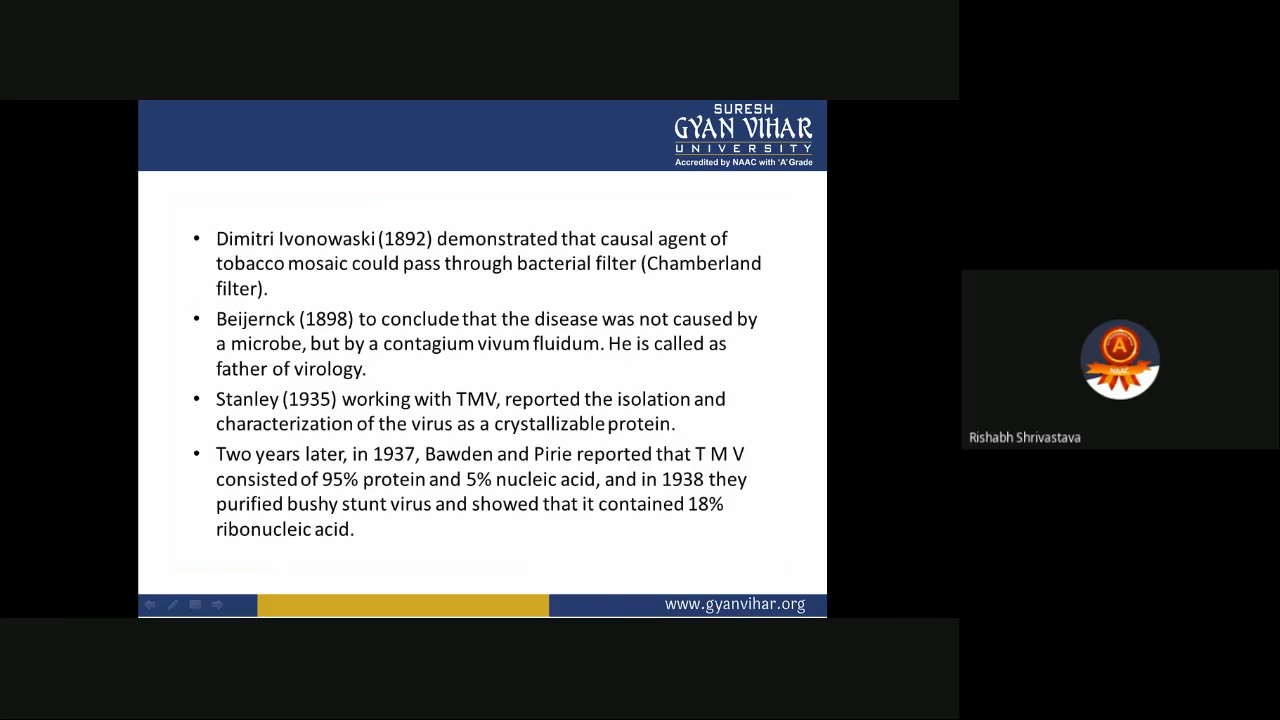 SURESH
GYAN VIHAR
UNIVERSITY
Accredited by NAAC with 'A' Grade
• Dimitri Ivonowaski (1892) demonstrated that causal agent of
tobacco mosaic could pass through bacterial filter (Chamberland
filter).
• Beijernck (1898) to conclude that the disease was not caused by
a microbe, but by a contagium vivum fluidum. He is called as
father of virology.
• Stanley (1935) working with TMV, reported the isolation and
characterization of the virus as a crystallizable protein.
• Two years later, in 1937, Bawden and Pirie reported that T M V
consisted of 95% protein and 5% nucleic acid, and in 1938 they
purified bushy stunt virus and showed that it contained 18%
ribonucleic acid.
www.gyanvihar.org
A
NAAC
Rishabh Shrivastava